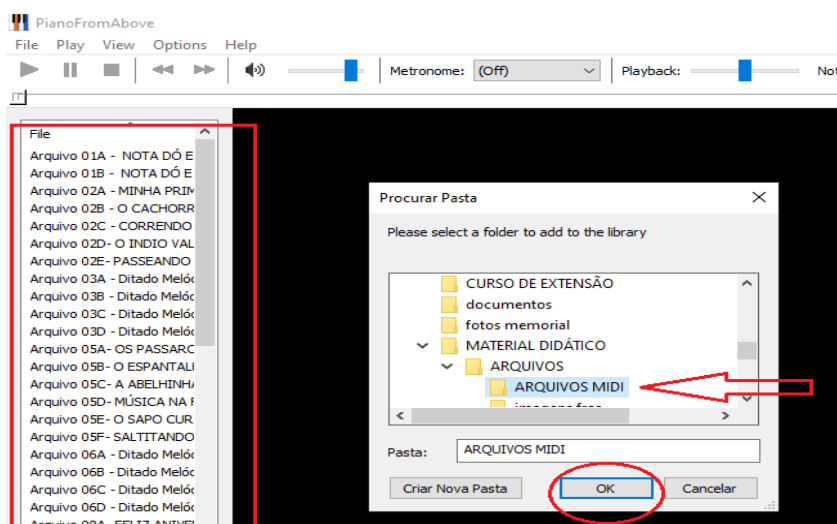 PianoFromAbove
File Play View Options Help
Metronome: (Off) Playback: Not
File
Arquivo 01A - NOTA DÓ E
Arquivo 01B - NOTA DÓ E
Arquivo 02A - MINHA PRIM
Arquivo 02B - O CACHORR
Arquivo 02C - CORRENDO
Arquivo 02D- O INDIO VAL
Arquivo 02E- PASSEANDO
Arquivo 03A - Ditado Melóc
Arquivo 03B - Ditado Melóc
Arquivo 03C - Ditado Melóc
Arquivo 03D - Ditado Melóc
Arquivo 05A- OS PASSARC
Arquivo 05B- O ESPANTAL
Arquivo 05C- A ABELHINH
Arquivo 05D- MÚSICA NA F
Arquivo 05E- O SAPO CUR
Arquivo 05F- SALTITANDO
Arquivo 06A - Ditado Melóc
Arquivo 06B - Ditado Melóc
Arquivo 06C - Ditado Melóc
Arquivo 06D - Ditado Melóc
Procurar Pasta
Please select a folder to add to the library
CURSO DE EXTENSÃO
documentos
fotos memorial
MATERIAL DIDÁTICO
ARQUIVOS
ARQUIVOS MIDI
Pasta: ARQUIVOS MIDI
Criar Nova Pasta OK Cancelar